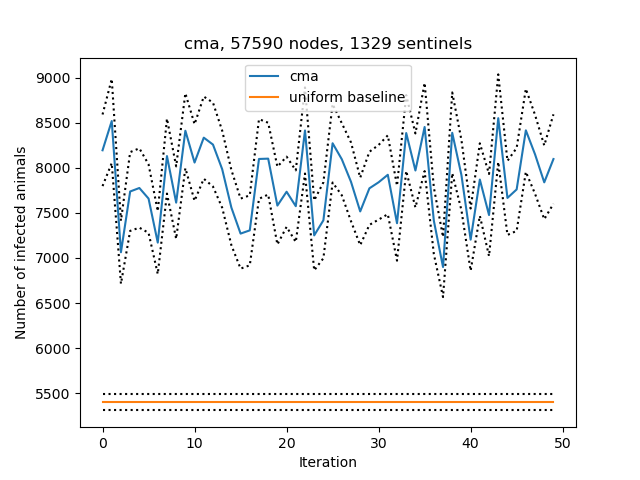 cma, 57590 nodes, 1329 sentinels
cma
uniform baseline
Number of infected animals
9000
8500
8000
7500
7000
6500
6000
5500
0
10
20
30
40
50
Iteration